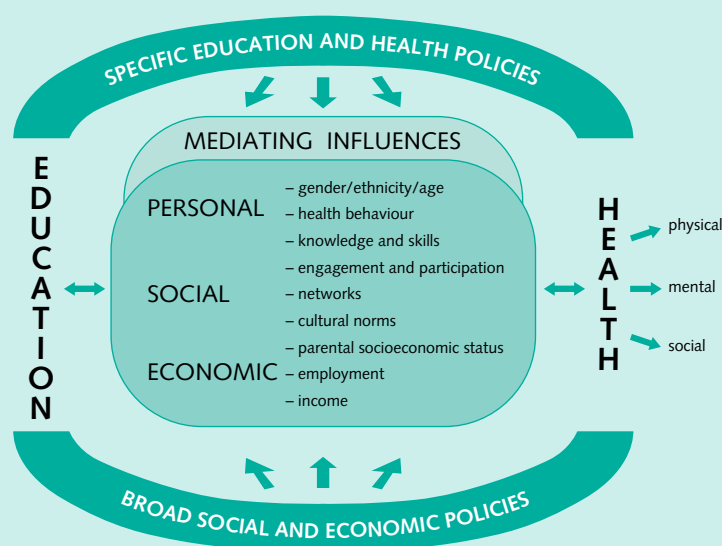 SPECIFIC EDUCATION AND HEALTH POLICIES
MEDIATING INFLUENCES
EDUCATION
PERSONAL
– gender/ethnicity/age
– health behaviour
– knowledge and skills
– engagement and participation
SOCIAL
– networks
– cultural norms
– parental socioeconomic status
ECONOMIC
– employment
– income
HEALTH
physical
mental
social
BROAD SOCIAL AND ECONOMIC POLICIES